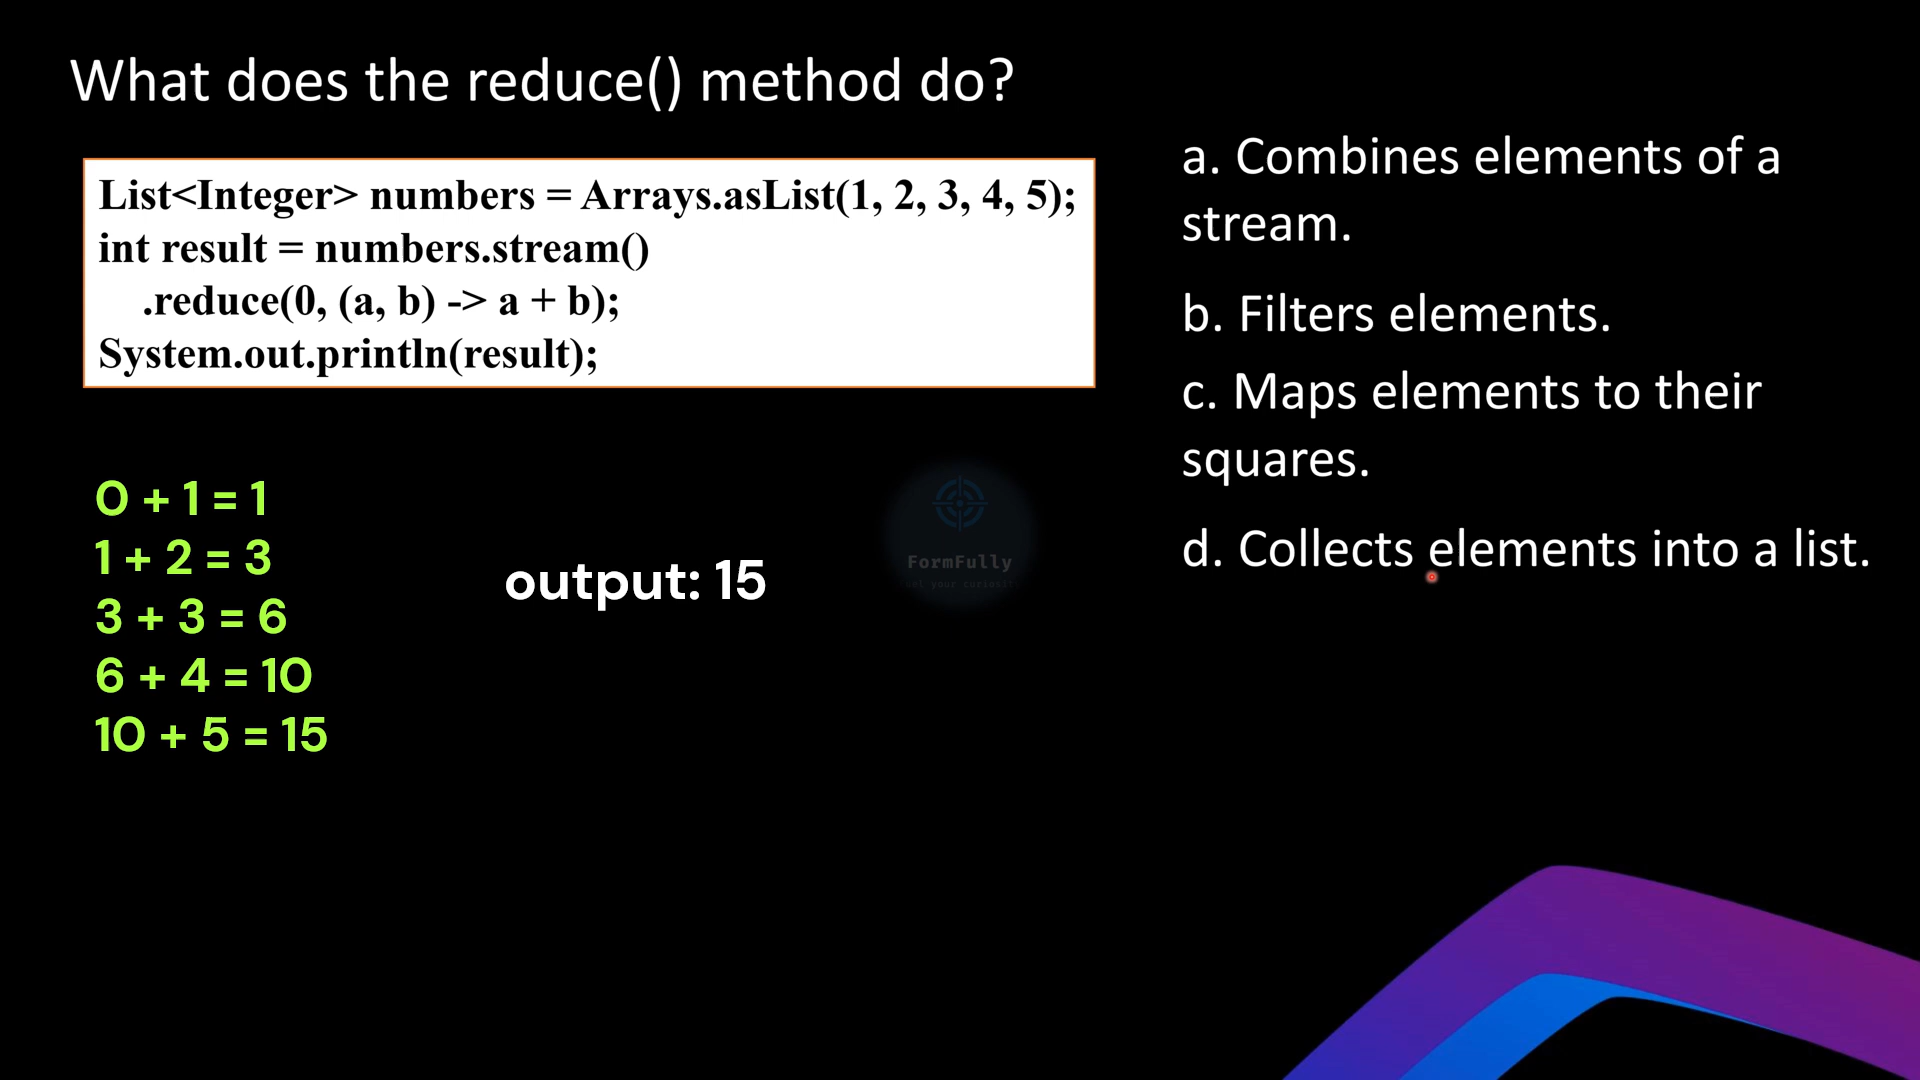 What does the reduce() method do?
List<Integer> numbers = Arrays.asList(1, 2, 3, 4, 5);
int result = numbers.stream()
.reduce(0, (a, b) -> a + b);
System.out.println(result);
0 + 1 = 1
1 + 2 = 3
3 + 3 = 6
6 + 4 = 10
10 + 5 = 15
output: 15
FormFully
a. Combines elements of a
stream.
b. Filters elements.
c. Maps elements to their
squares.
d. Collects elements into a list.